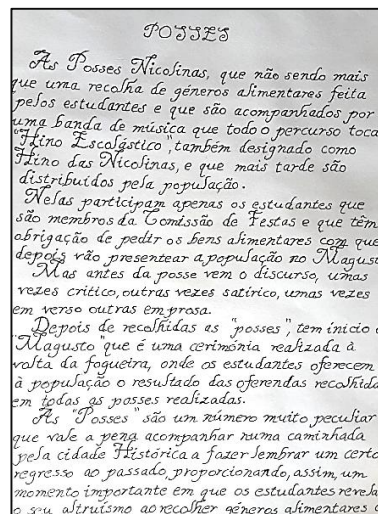 POSSES
As Posses Nicolinas, que não sendo mais
que uma recolha de géneros alimentares feita
pelos estudantes e que são acompanhados por
uma banda de música que todo o percurso toca
"Hino Escolástico", também designado como
Hino das Nicolinas, e que mais tarde são
distribuidos pela população.
Nelas participam apenas os estudantes que
são membros da Comissão de Festas e que têm
obrigação de pedir os bens alimentares com que
depois vão presentear a população no Magusto
Mas antes da posse vem o discurso, umas
vezes critico, outras vezes satírico, umas vezes
em verso outras em prosa.
Depois de recolhidas as "posses", tem inicio o
"Magusto" que é uma cerimónia realizada à
volta da fogueira, onde os estudantes oferecem
à população o resultado das oferendas recolhida
em todas as posses realizadas.
As "Posses" são um número muito peculiar
que vale a pena acompanhar numa caminhada
pela cidade Histórica a fazer lembrar um certo
regresso ao passado, proporcionando, assim, um
momento importante em que os estudantes revela
o seu altruísmo ao recolher géneros alimentares